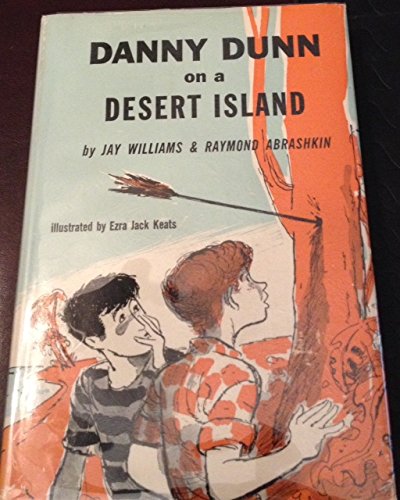 DANNY DUNN
on a
DESERT ISLAND
by JAY WILLIAMS & RAYMOND ABRASHKIN
illustrated by Ezra Jack Keats